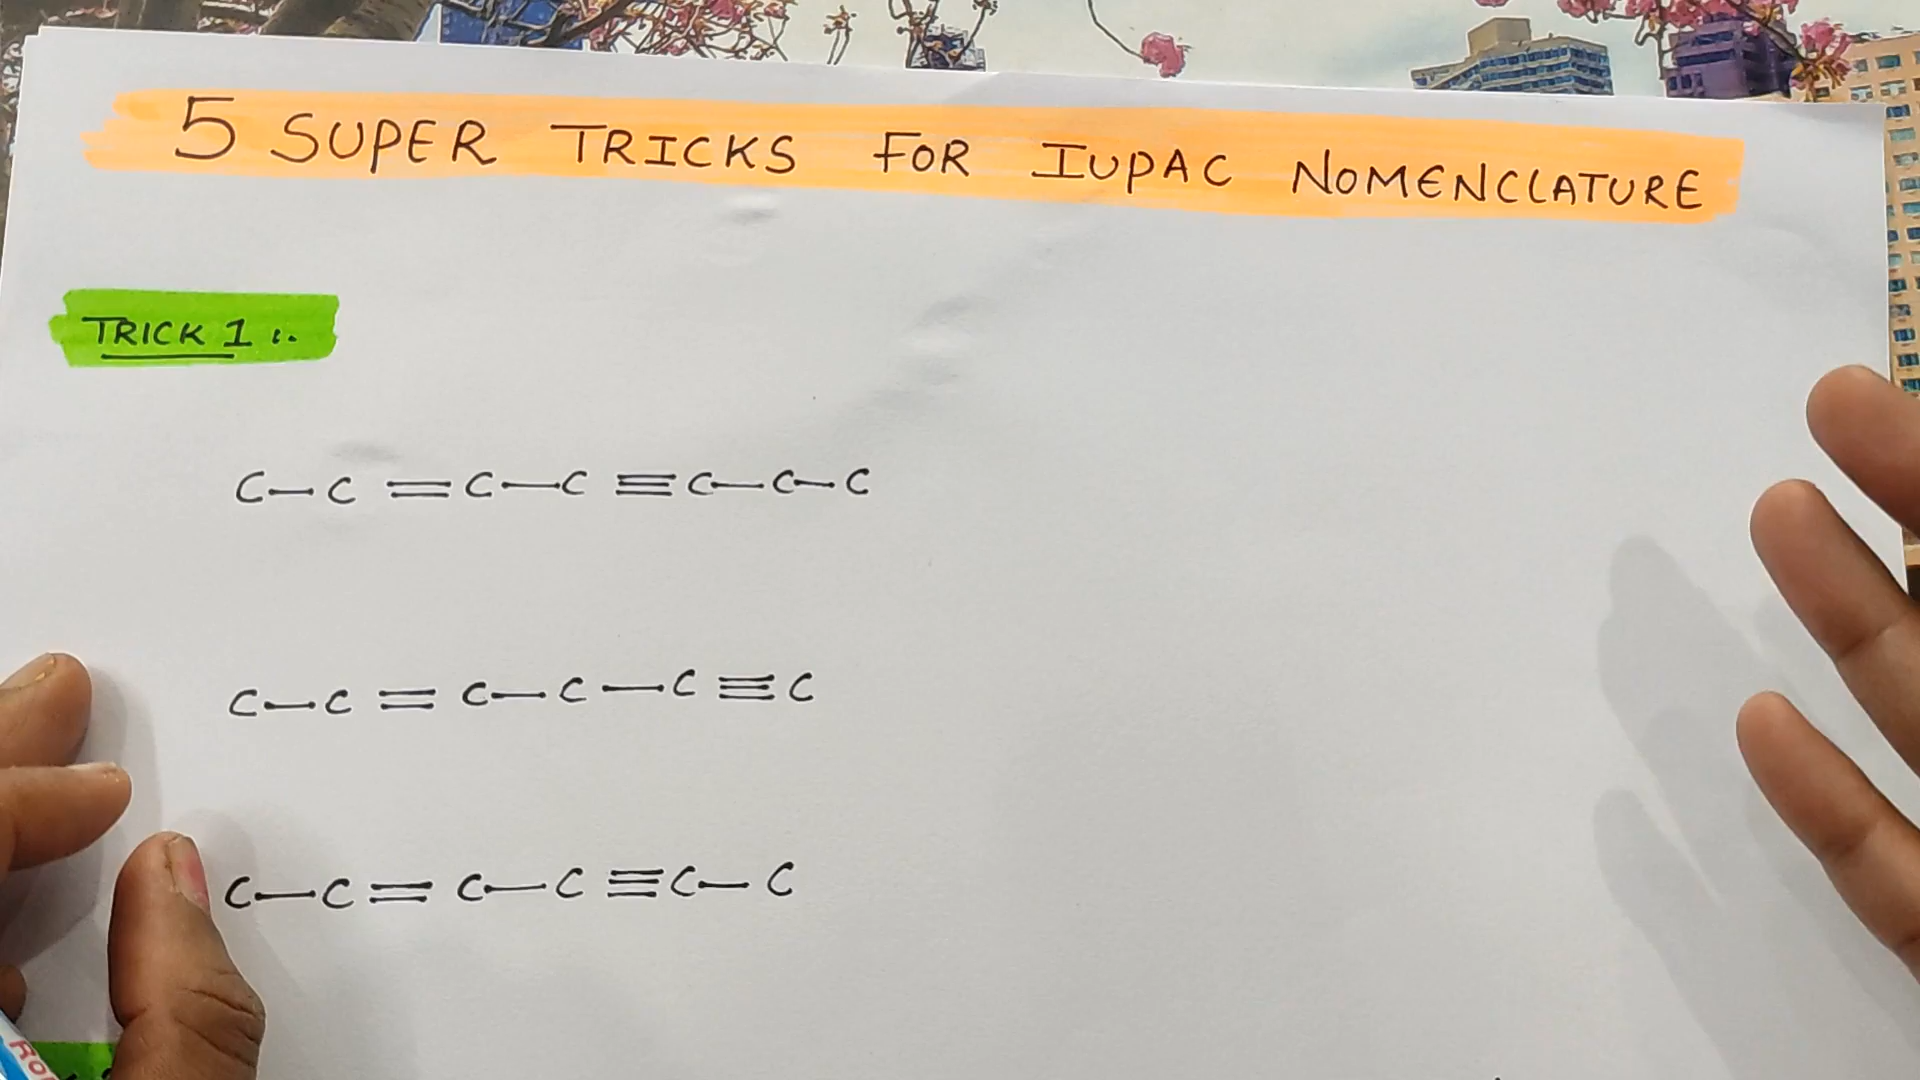 5 SUPER TRICKS FOR IUPAC NOMENCLATURE
TRICK 1 :.
C-C=C-C≡C-C-C
C-C=C-C-C≡C
C-C=C-C≡C-C